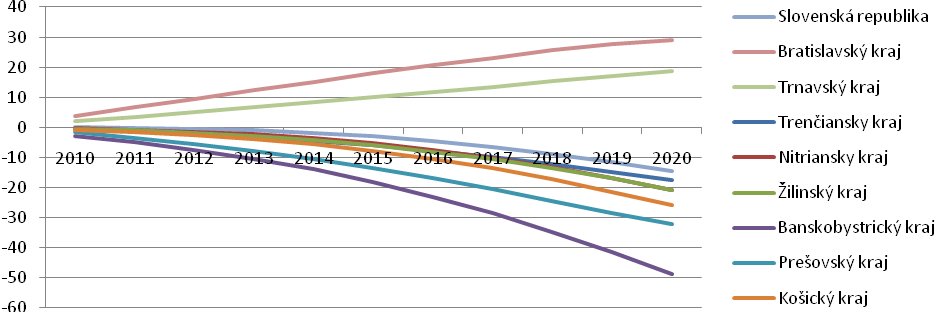 40
30
20
10
0
-10
-20
-30
-40
-50
-60
2010 2011 2012 2013 2014 2015 2016 2017 2018 2019 2020
Slovenská republika
Bratislavský kraj
Trnavský kraj
Trenčiansky kraj
Nitriansky kraj
Žilinský kraj
Banskobystrický kraj
Prešovský kraj
Košický kraj